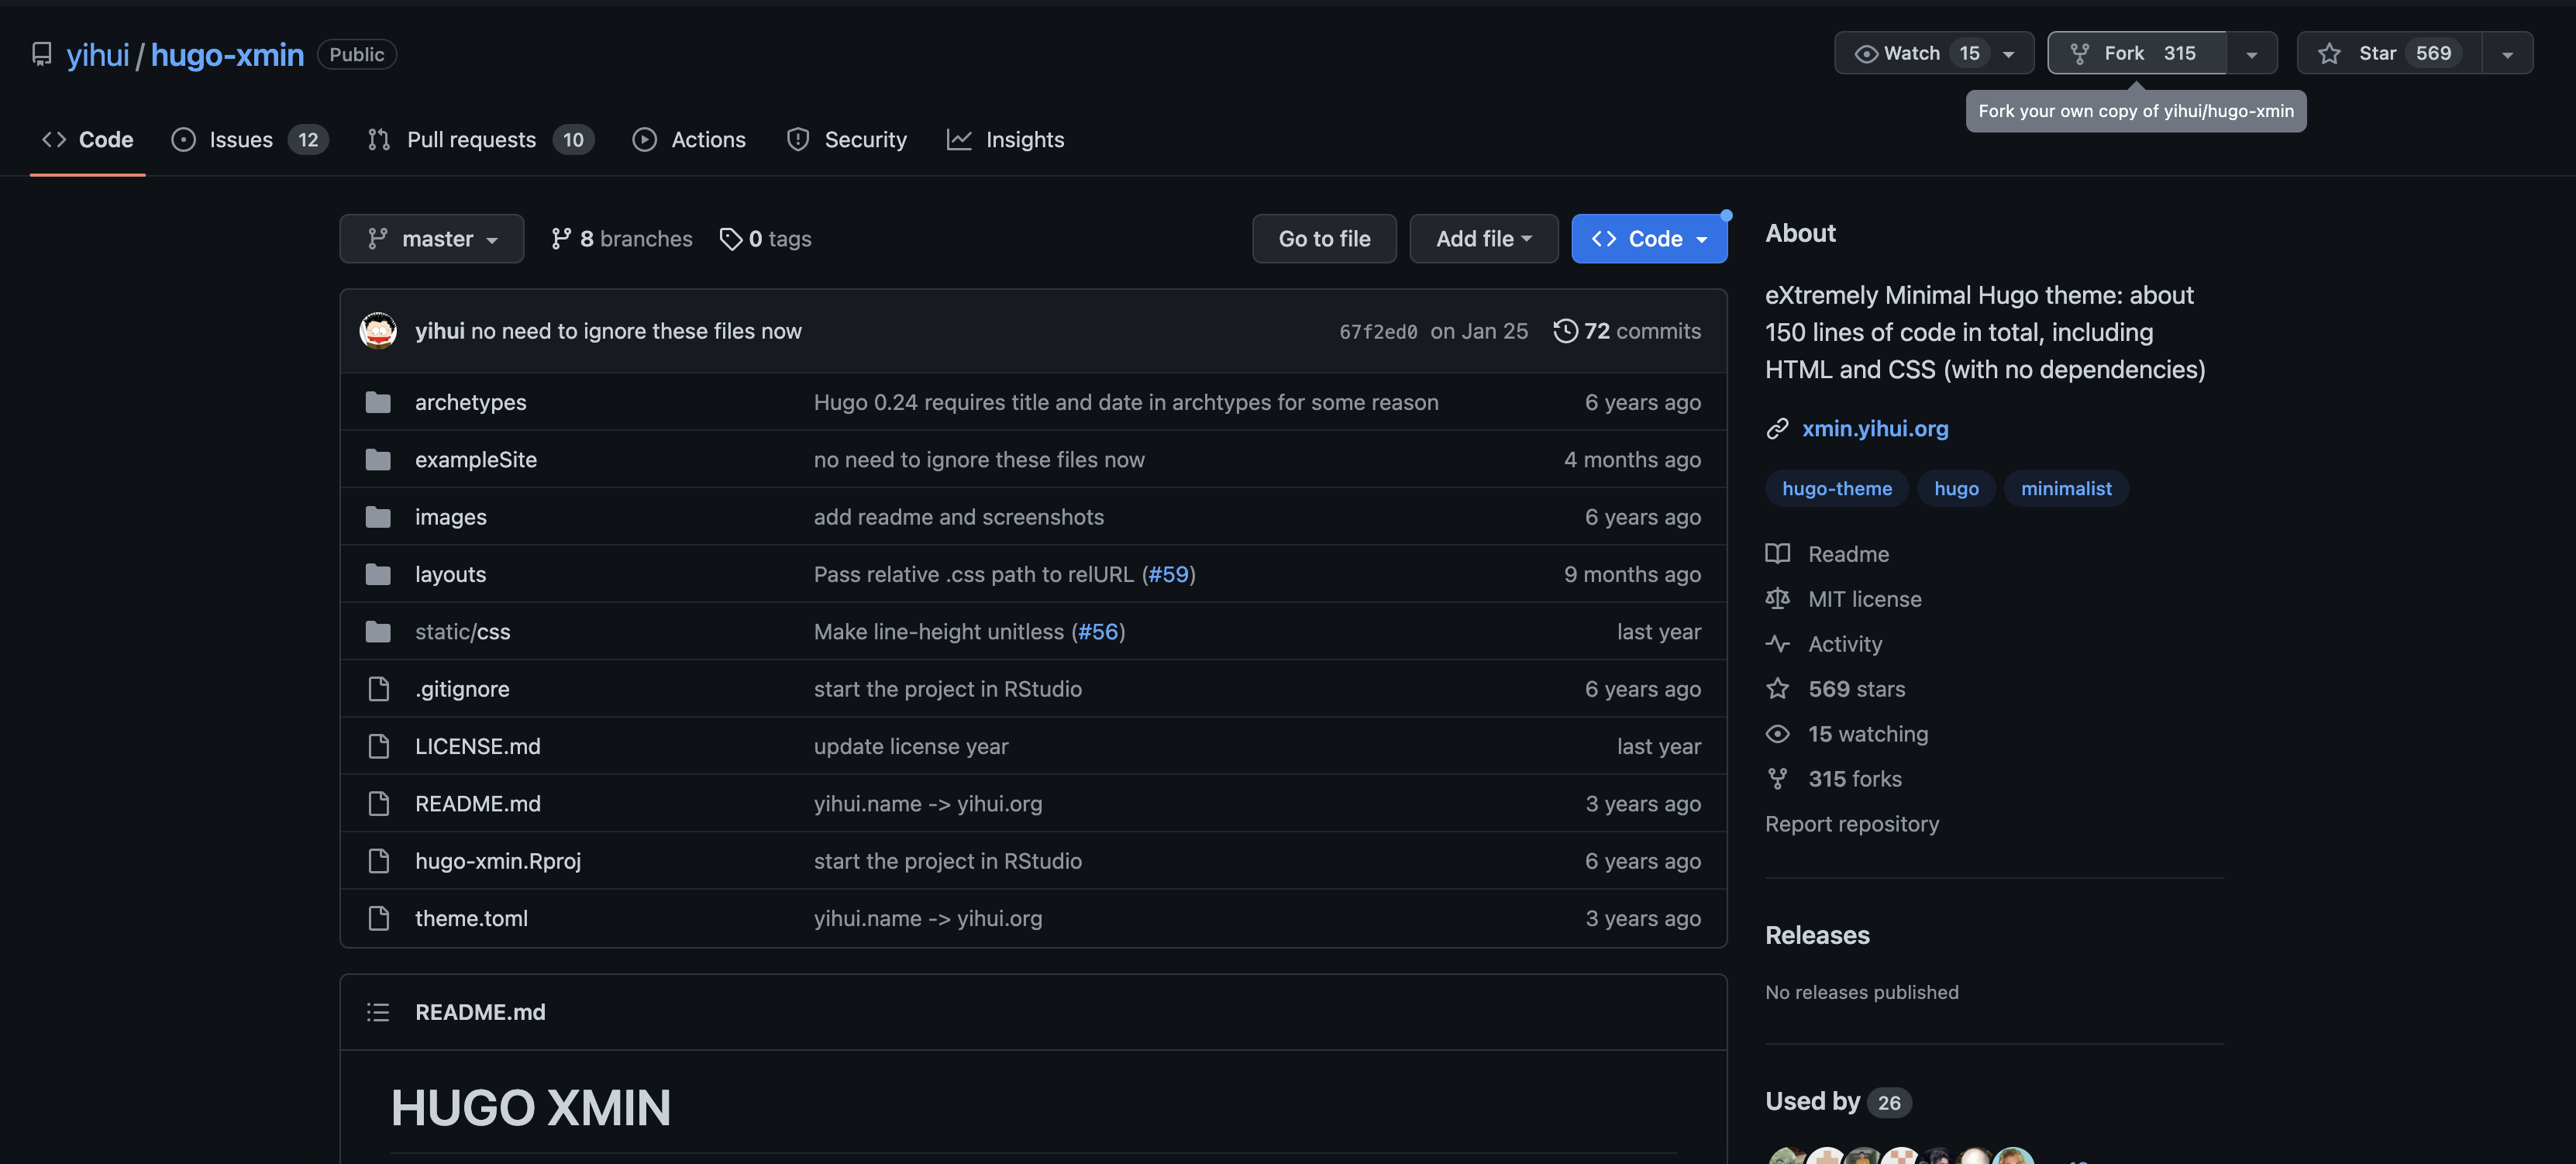 yihui / hugo-xmin Public
Watch 15 Fork 315 Star 569
Fork your own copy of yihui/hugo-xmin
Code Issues 12 Pull requests 10 Actions Security Insights
master 8 branches 0 tags Go to file Add file Code
yihui no need to ignore these files now 67f2ed0 on Jan 25 72 commits
archetypes Hugo 0.24 requires title and date in archtypes for some reason 6 years ago
exampleSite no need to ignore these files now 4 months ago
images add readme and screenshots 6 years ago
layouts Pass relative .css path to relURL (#59) 9 months ago
static/css Make line-height unitless (#56) last year
.gitignore start the project in RStudio 6 years ago
LICENSE.md update license year last year
README.md yihui.name -> yihui.org 3 years ago
hugo-xmin.Rproj start the project in RStudio 6 years ago
theme.toml yihui.name -> yihui.org 3 years ago
README.md
HUGO XMIN
About
eXtremely Minimal Hugo theme: about
150 lines of code in total, including
HTML and CSS (with no dependencies)
xmin.yihui.org
hugo-theme hugo minimalist
Readme
MIT license
Activity
569 stars
15 watching
315 forks
Report repository
Releases
No releases published
Used by 26